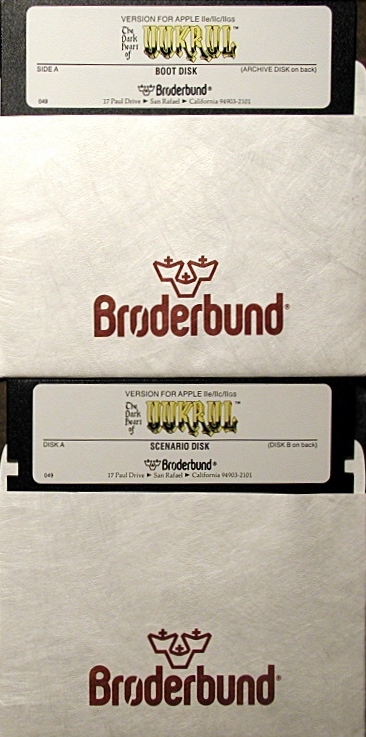 VERSION FOR APPLE IIe/IIc/IIGS
The Dark Heart of UUKRUL™
SIDE A BOOT DISK (ARCHIVE DISK on back)
Brøderbund®
049 17 Paul Drive ► San Rafael ► California 94903-2101
Brøderbund®
VERSION FOR APPLE IIe/IIc/IIGS
The Dark Heart of UUKRUL™
DISK A SCENARIO DISK (DISK B on back)
Brøderbund®
049 17 Paul Drive ► San Rafael ► California 94903-2101
Brøderbund®